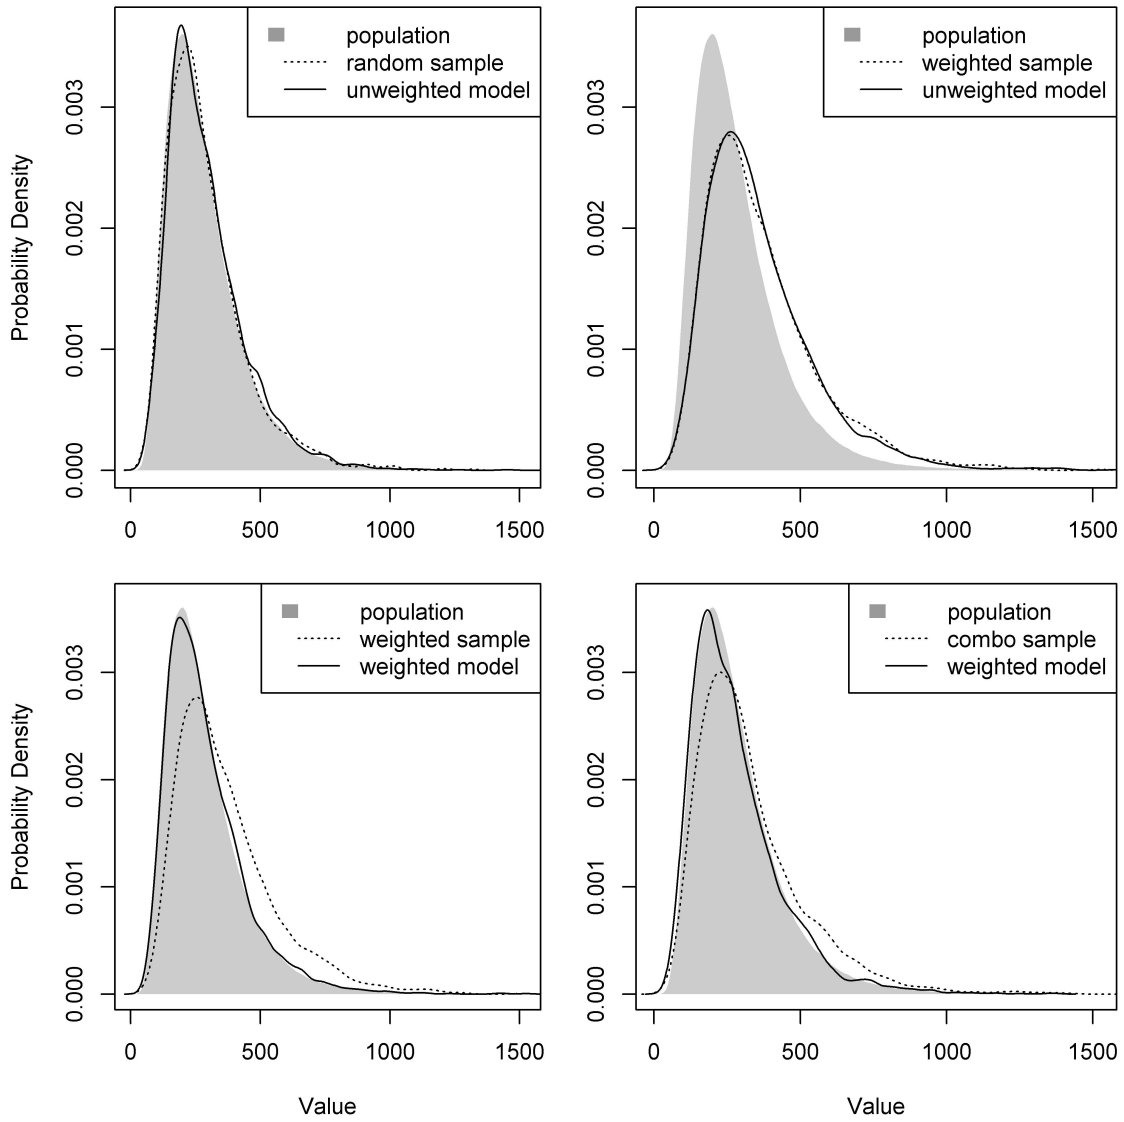 population
random sample
unweighted model
Probability Density
0.003
0.002
0.001
0.000
0 500 1000 1500
population
weighted sample
unweighted model
0.003
0.002
0.001
0.000
0 500 1000 1500
population
weighted sample
weighted model
Probability Density
0.003
0.002
0.001
0.000
0 500 1000 1500
Value
population
combo sample
weighted model
0.003
0.002
0.001
0.000
0 500 1000 1500
Value